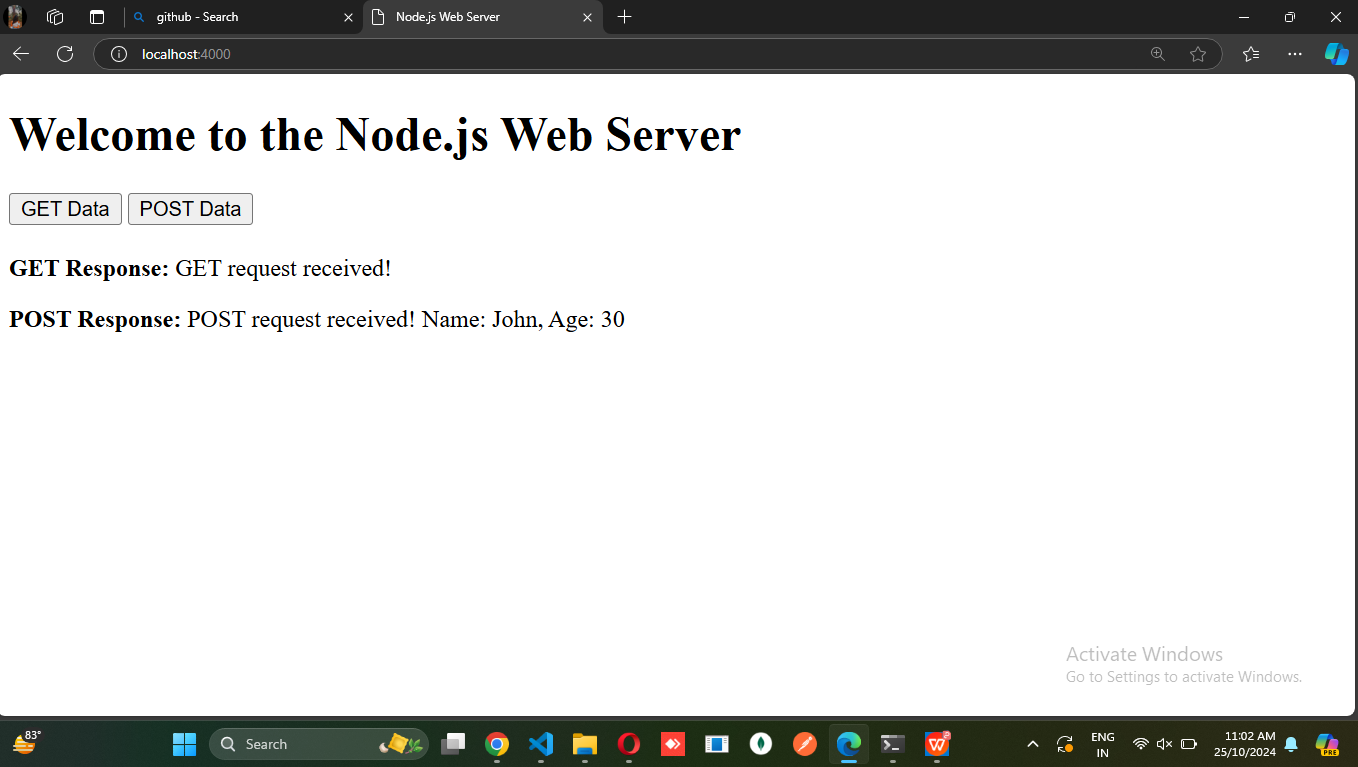 github - Search
Node.js Web Server
localhost:4000
Welcome to the Node.js Web Server
GET Data POST Data
GET Response: GET request received!
POST Response: POST request received! Name: John, Age: 30
Activate Windows
Go to Settings to activate Windows.
83°
Search
ENG
IN
11:02 AM
25/10/2024
PRE